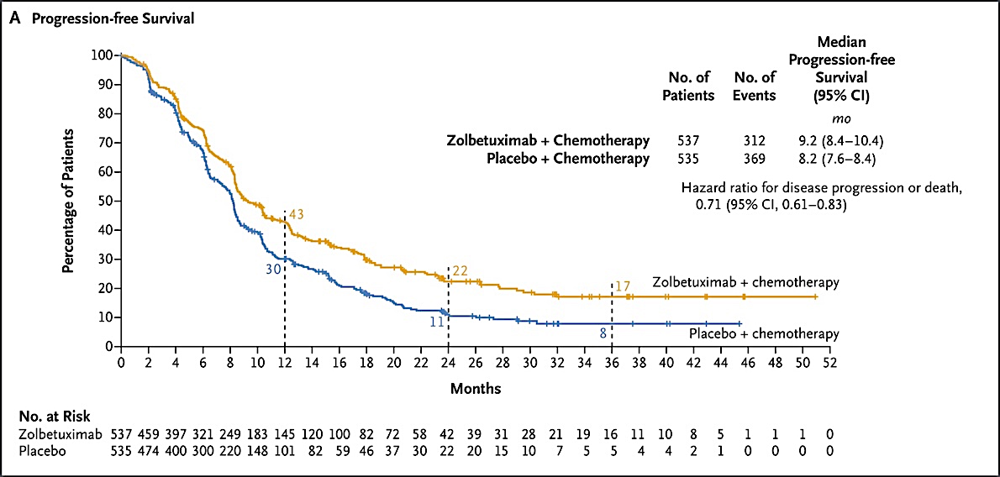 A Progression-free Survival
Percentage of Patients
100
90
80
70
60
50
40
30
20
10
0
0 2 4 6 8 10 12 14 16 18 20 22 24 26 28 30 32 34 36 38 40 42 44 46 48 50 52
Months
43
30
22
11
17
8
Zolbetuximab + chemotherapy
Placebo + chemotherapy
No. of Patients
No. of Events
Median Progression-free Survival (95% CI)
mo
Zolbetuximab + Chemotherapy 537 312 9.2 (8.4–10.4)
Placebo + Chemotherapy 535 369 8.2 (7.6–8.4)
Hazard ratio for disease progression or death,
0.71 (95% CI, 0.61–0.83)
No. at Risk
Zolbetuximab 537 459 397 321 249 183 145 120 100 82 72 58 42 39 31 28 21 19 16 11 10 8 5 1 1 1 0
Placebo 535 474 400 300 220 148 101 82 59 46 37 30 22 20 15 10 7 5 5 4 4 2 1 0 0 0 0